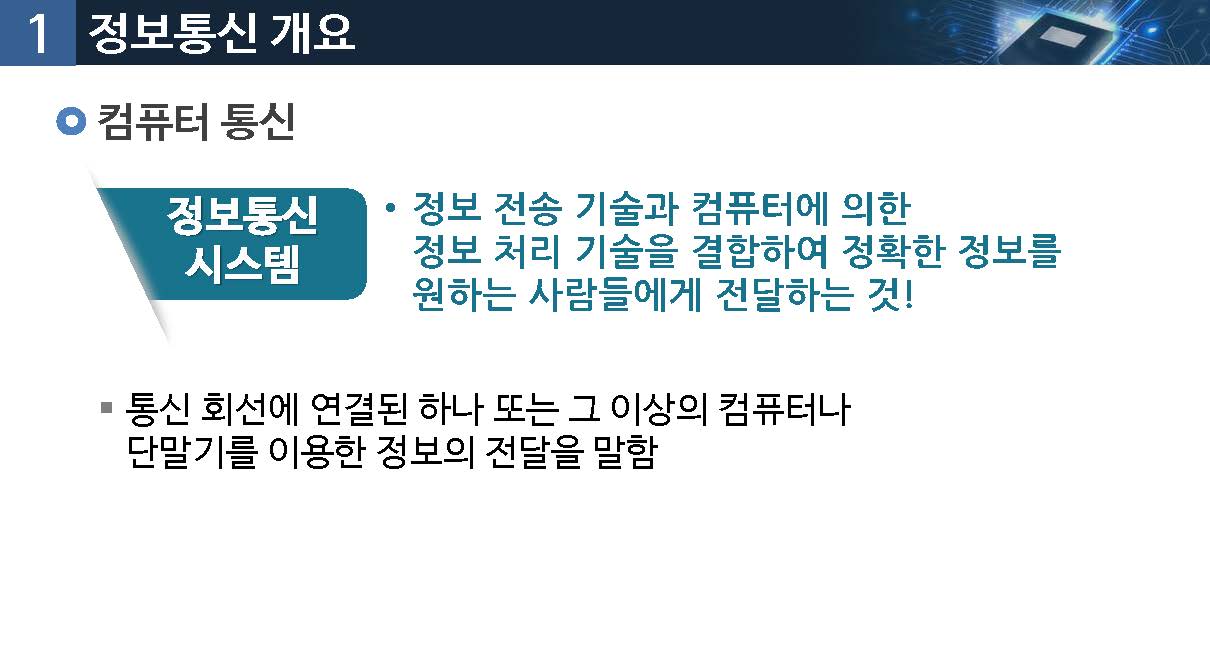 1 정보통신 개요
컴퓨터 통신
정보통신
시스템
• 정보 전송 기술과 컴퓨터에 의한
정보 처리 기술을 결합하여 정확한 정보를
원하는 사람들에게 전달하는 것!
▪ 통신 회선에 연결된 하나 또는 그 이상의 컴퓨터나
단말기를 이용한 정보의 전달을 말함